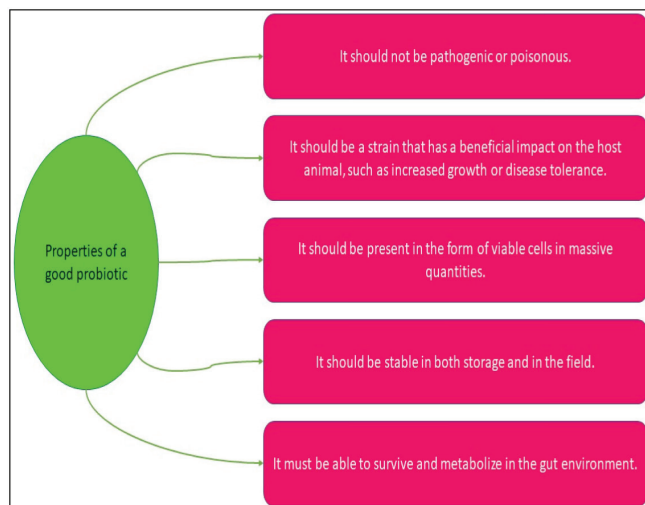 It should not be pathogenic or poisonous.
It should be a strain that has a beneficial impact on the host
animal, such as increased growth or disease tolerance.
Properties of a
good probiotic
It should be present in the form of viable cells in massive
quantities.
It should be stable in both storage and in the field.
It must be able to survive and metabolize in the gut environment.